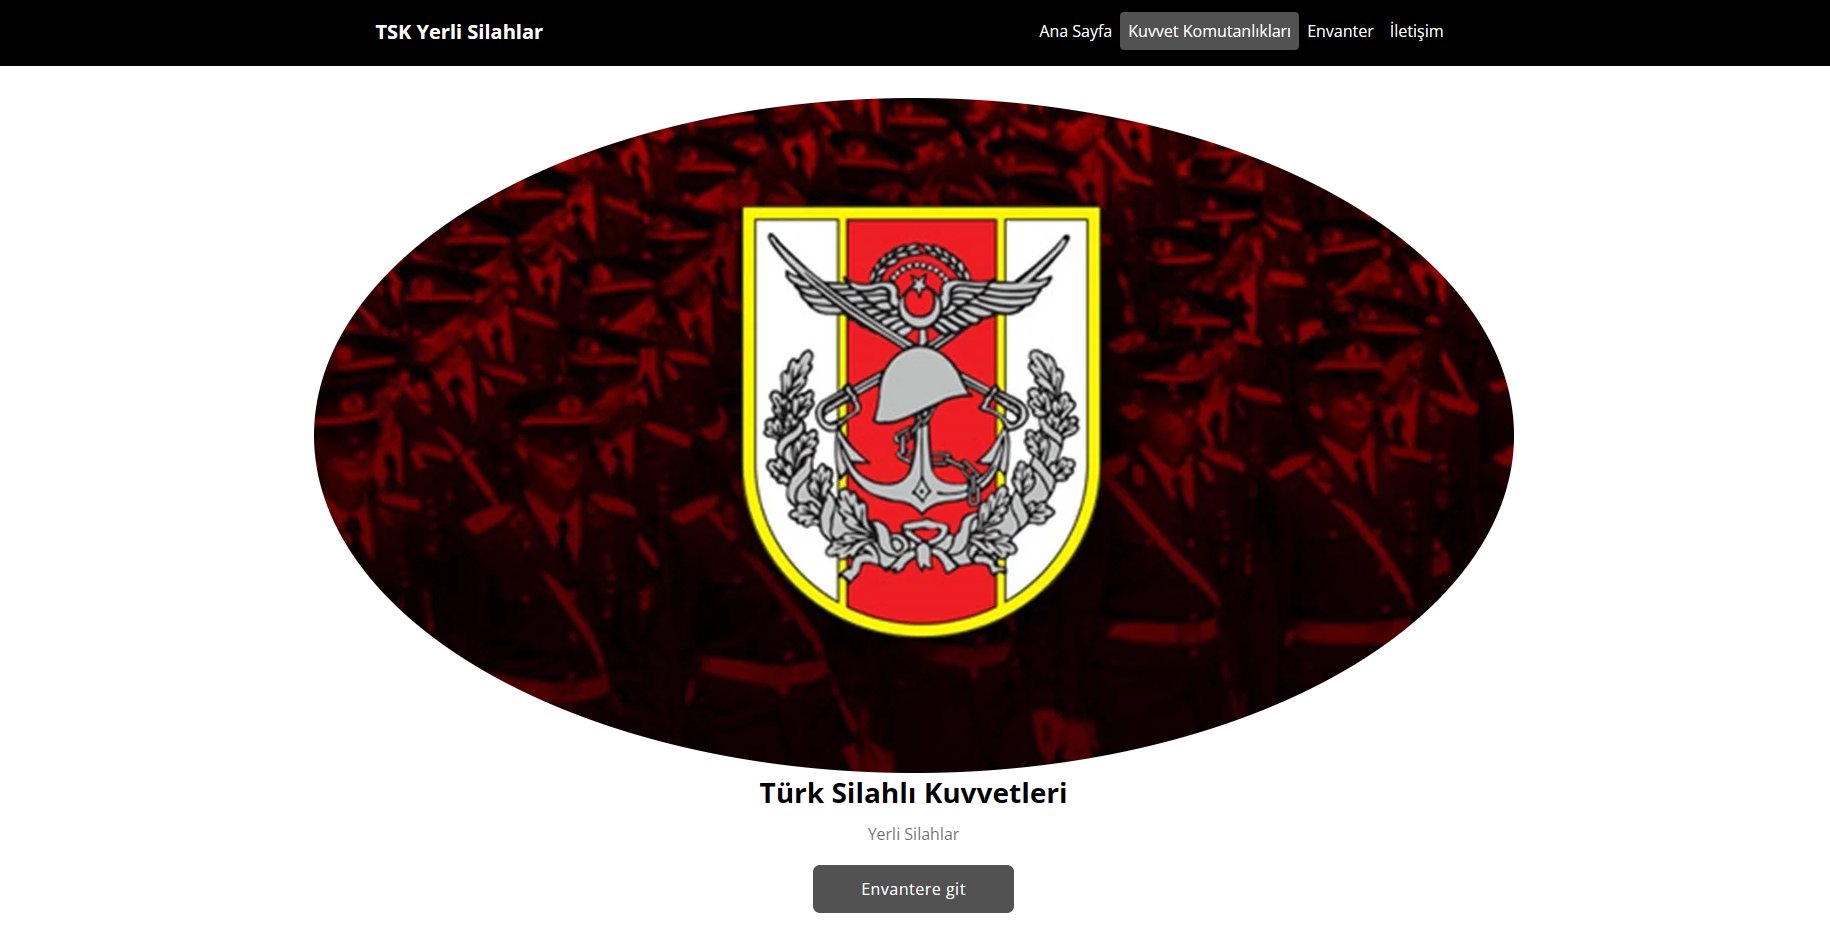 TSK Yerli Silahlar
Ana Sayfa Kuvvet Komutanlıkları Envanter İletişim
Türk Silahlı Kuvvetleri
Yerli Silahlar
Envantere git